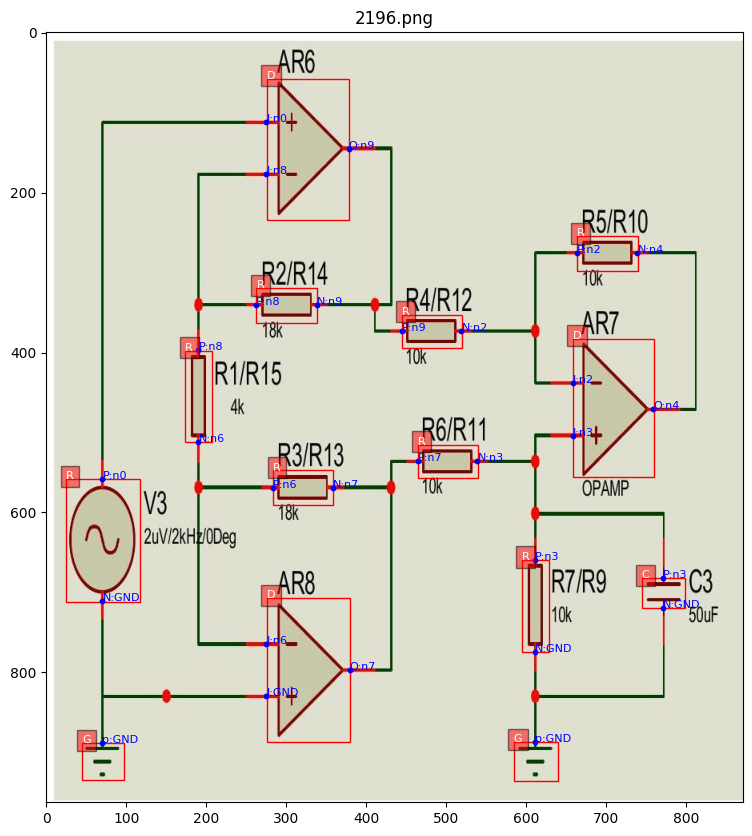 2196.png
AR6
D
I:n0
+
O:n9
I:n8
R5/R10
R
P:n2
N:n4
10k
R2/R14
R
P:n8
N:n9
18k
R4/R12
R
P:n9
N:n2
10k
AR7
D
I:n2
O:n4
I:n3
+
OPAMP
R
P:n8
R1/R15
4k
N:n6
R6/R11
R
P:n7
N:n3
10k
R3/R13
R
P:n6
N:n7
18k
R
P:n0
V3
2uV/2kHz/0Deg
N:GND
AR8
D
I:n6
O:n7
I:GND
+
R
P:n3
R7/R9
10k
N:GND
C
P:n3
C3
N:GND
50uF
G
p:GND
G
p:GND
0
200
400
600
800
0
100
200
300
400
500
600
700
800